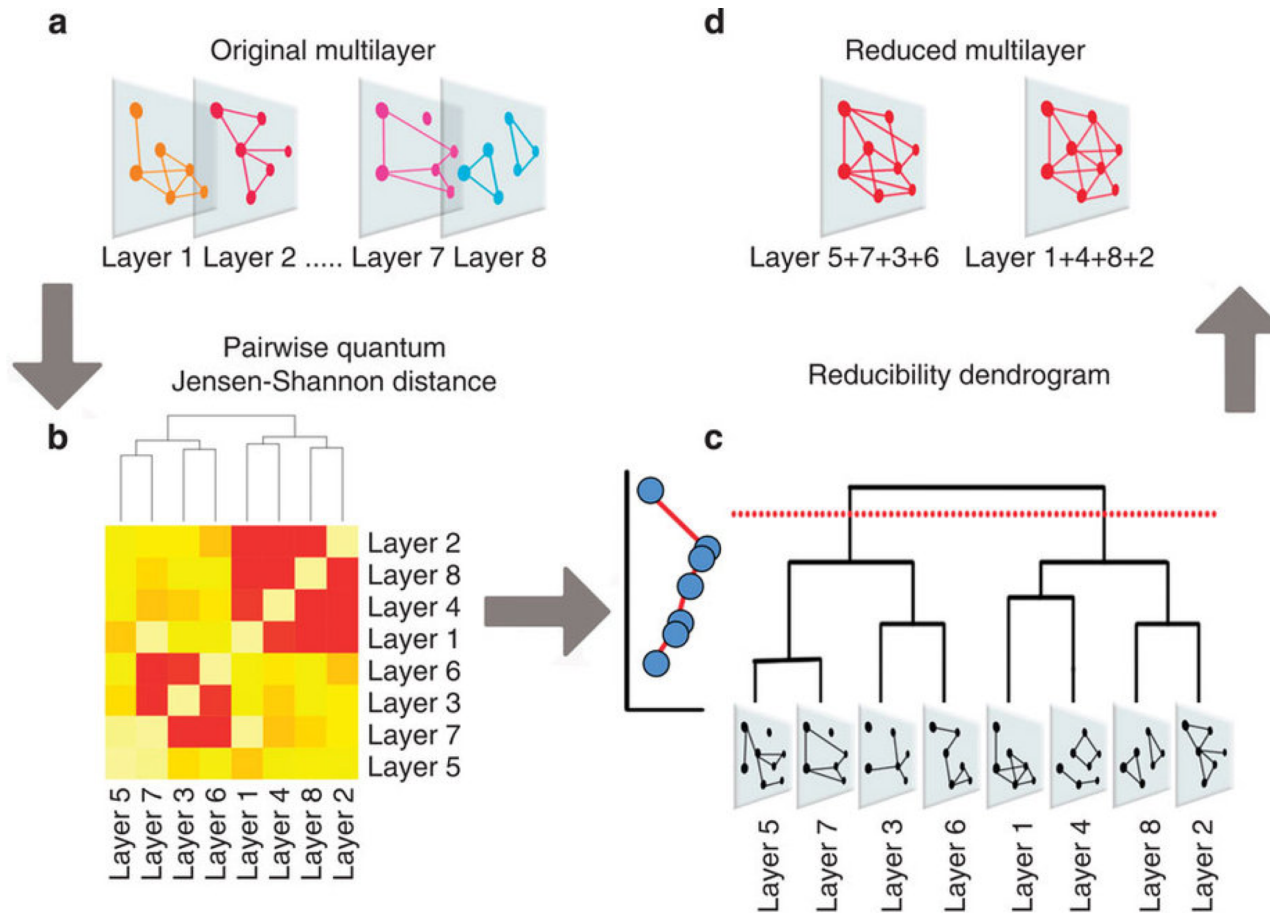 a
Original multilayer
Layer 1 Layer 2 ..... Layer 7 Layer 8
d
Reduced multilayer
Layer 5+7+3+6
Layer 1+4+8+2
Pairwise quantum
Jensen-Shannon distance
b
Layer 2
Layer 8
Layer 4
Layer 1
Layer 6
Layer 3
Layer 7
Layer 5
Layer 5
Layer 7
Layer 3
Layer 6
Layer 1
Layer 4
Layer 8
Layer 2
Reducibility dendrogram
c
Layer 5
Layer 7
Layer 3
Layer 6
Layer 1
Layer 4
Layer 8
Layer 2